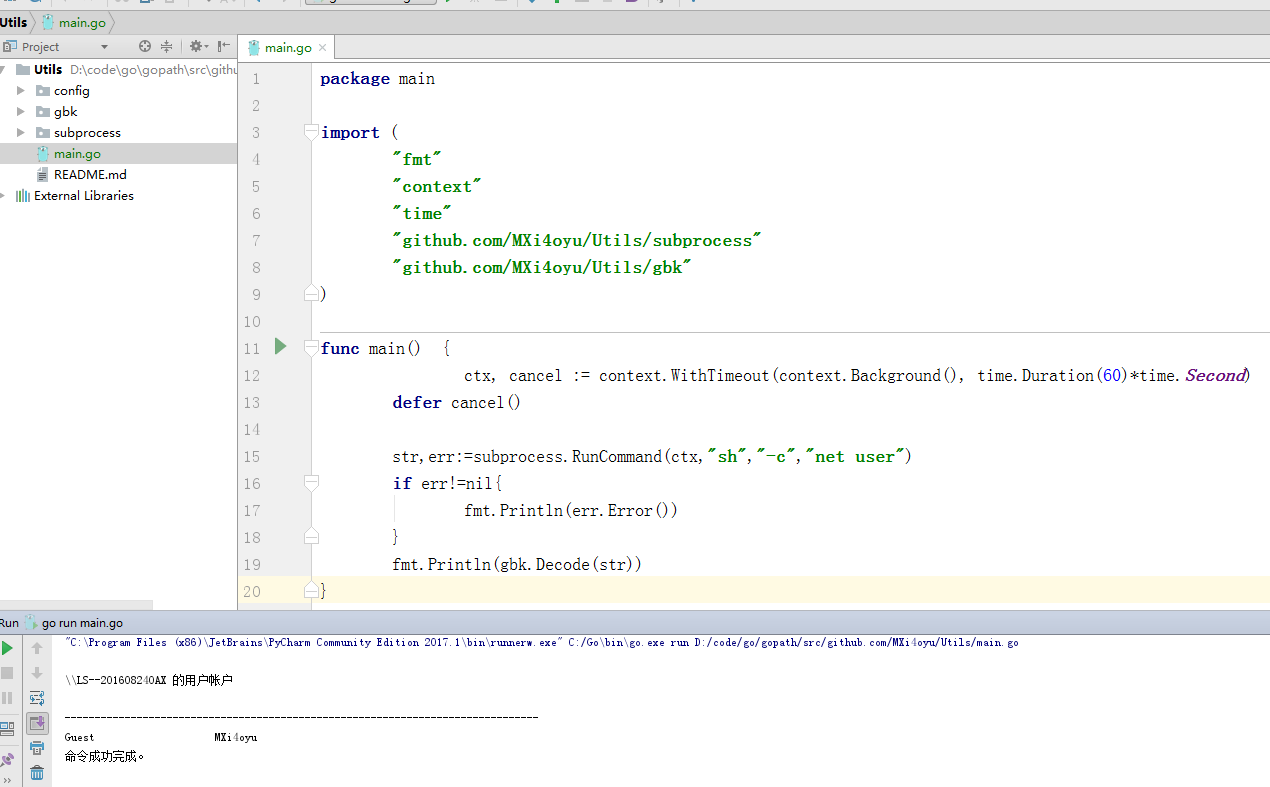 Utils main.go
Project
main.go
Utils D:\code\go\gopath\src\githu
config
gbk
subprocess
main.go
README.md
External Libraries
1 package main
2
3 import (
4 "fmt"
5 "context"
6 "time"
7 "github.com/MXi4oyu/Utils/subprocess"
8 "github.com/MXi4oyu/Utils/gbk"
9 )
10
11 func main() {
12 ctx, cancel := context.WithTimeout(context.Background(), time.Duration(60)*time.Second)
13 defer cancel()
14
15 str,err:=subprocess.RunCommand(ctx,"sh","-c","net user")
16 if err!=nil{
17 fmt.Println(err.Error())
18 }
19 fmt.Println(gbk.Decode(str))
20 }
Run go run main.go
"C:\Program Files (x86)\JetBrains\PyCharm Community Edition 2017.1\bin\runnerw.exe" C:/Go\bin\go.exe run D:/code/go/gopath/src/github.com/MXi4oyu/Utils/main.go
\\LS--201608240AX 的用户帐户
-------------------------------------------------------------------------------
Guest MXi4oyu
命令成功完成。